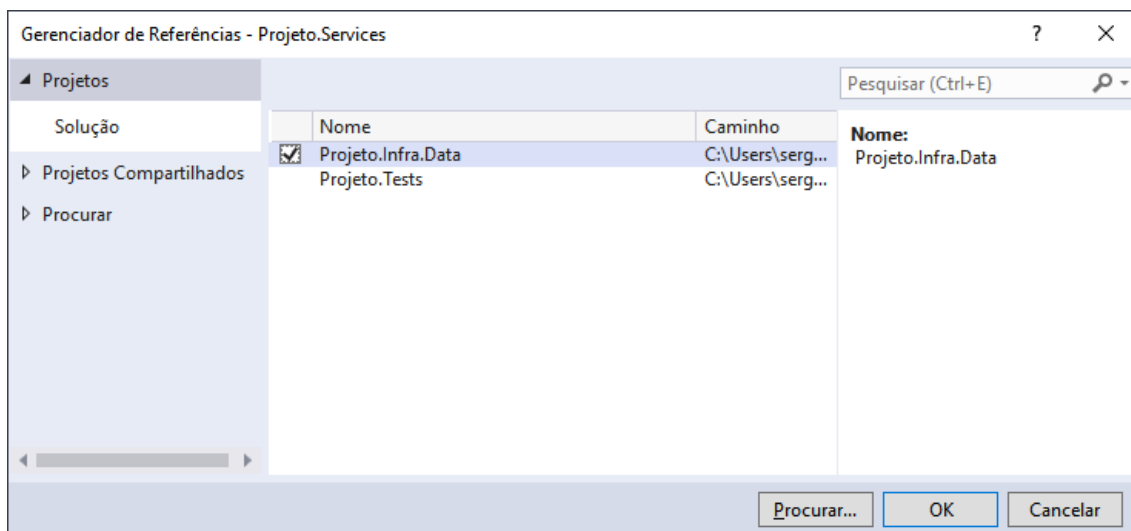 Gerenciador de Referências - Projeto.Services ?
Projetos
Solução
Projetos Compartilhados
Procurar
Pesquisar (Ctrl+E)
Nome Caminho
Projeto.Infra.Data C:\Users\serg...
Projeto.Tests C:\Users\serg...
Nome:
Projeto.Infra.Data
Procurar... OK Cancelar